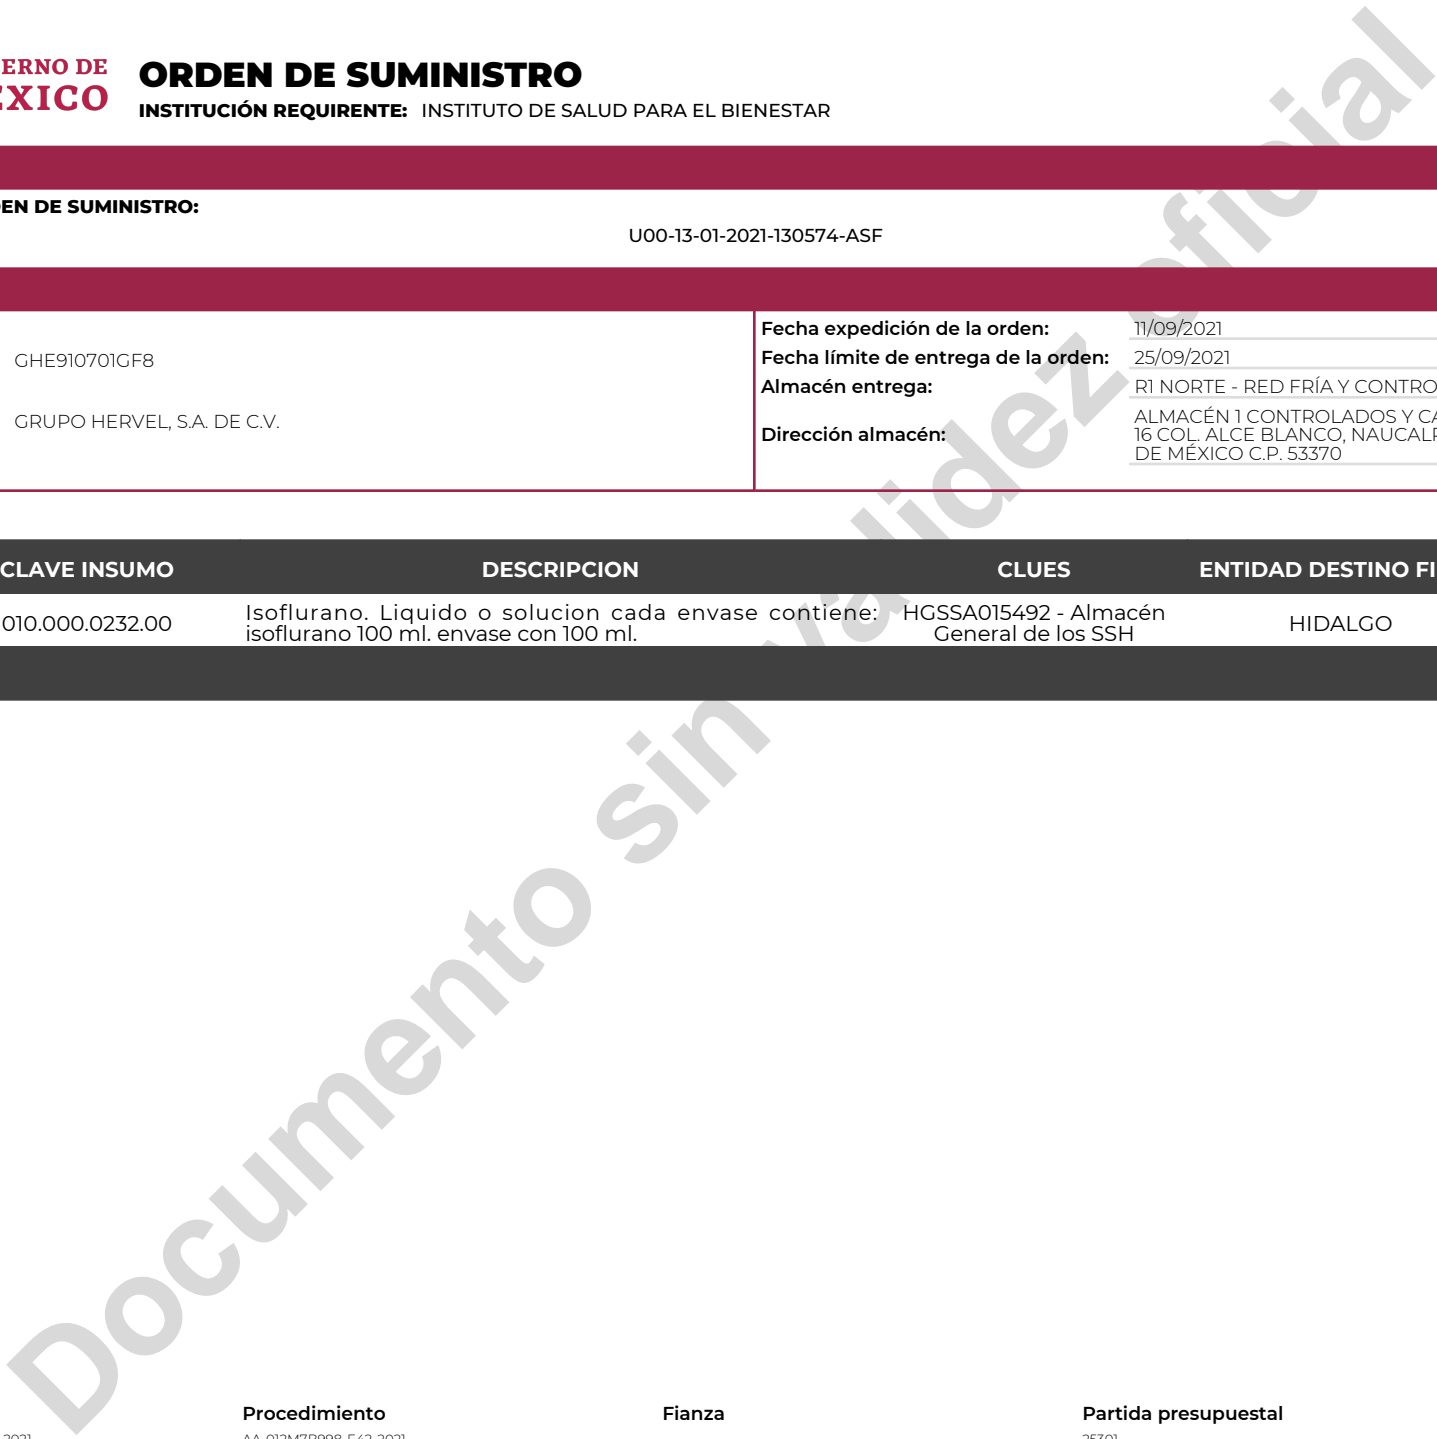 ERNO DE
ORDEN DE SUMINISTRO
XICO
INSTITUCIÓN REQUIRENTE: INSTITUTO DE SALUD PARA EL BIENESTAR
EN DE SUMINISTRO:
U00-13-01-2021-130574-ASF
Fecha expedición de la orden: 11/09/2021
GHE910701GF8
Fecha límite de entrega de la orden: 25/09/2021
Almacén entrega: R1 NORTE - RED FRÍA Y CONTRO
GRUPO HERVEL, S.A. DE C.V.
Dirección almacén:
ALMACÉN 1 CONTROLADOS Y CA
16 COL. ALCE BLANCO, NAUCALP
DE MÉXICO C.P. 53370
CLAVE INSUMO DESCRIPCION CLUES ENTIDAD DESTINO FI
010.000.0232.00
Isoflurano. Liquido o solucion cada envase contiene:
isoflurano 100 ml. envase con 100 ml.
HGSSA015492 - Almacén
General de los SSH
HIDALGO
Documento sin validez oficial
Procedimiento Fianza Partida presupuestal